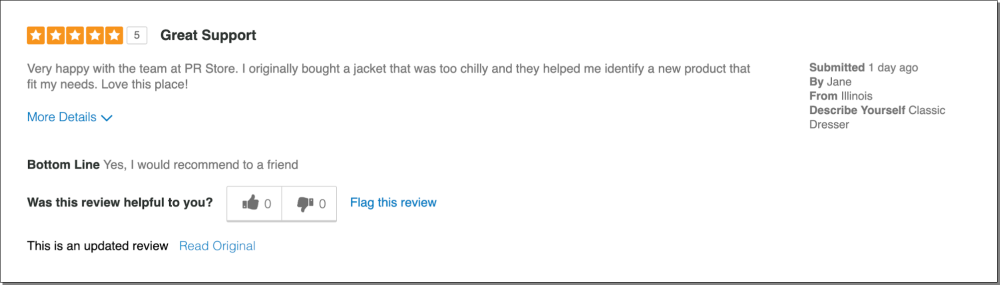 5 Great Support
Very happy with the team at PR Store. I originally bought a jacket that was too chilly and they helped me identify a new product that
fit my needs. Love this place!
More Details
Submitted 1 day ago
By Jane
From Illinois
Describe Yourself Classic
Dresser
Bottom Line Yes, I would recommend to a friend
Was this review helpful to you? 0 0 Flag this review
This is an updated review Read Original